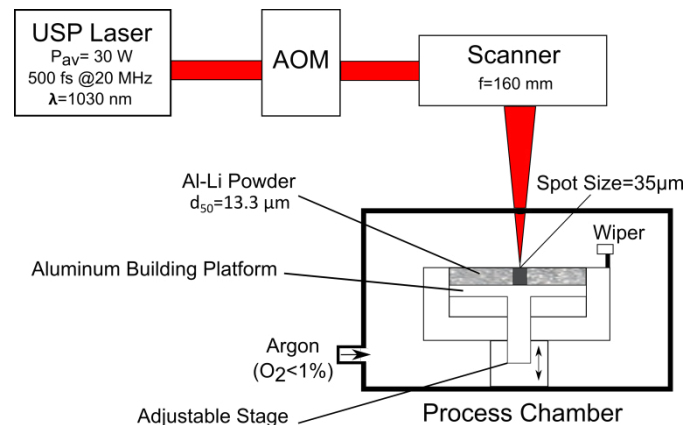 USP Laser
Pav= 30 W
500 fs @20 MHz
λ=1030 nm
AOM
Scanner
f=160 mm
Al-Li Powder
d50=13.3 µm
Spot Size=35µm
Wiper
Aluminum Building Platform
Argon
(O2<1%)
Adjustable Stage
Process Chamber